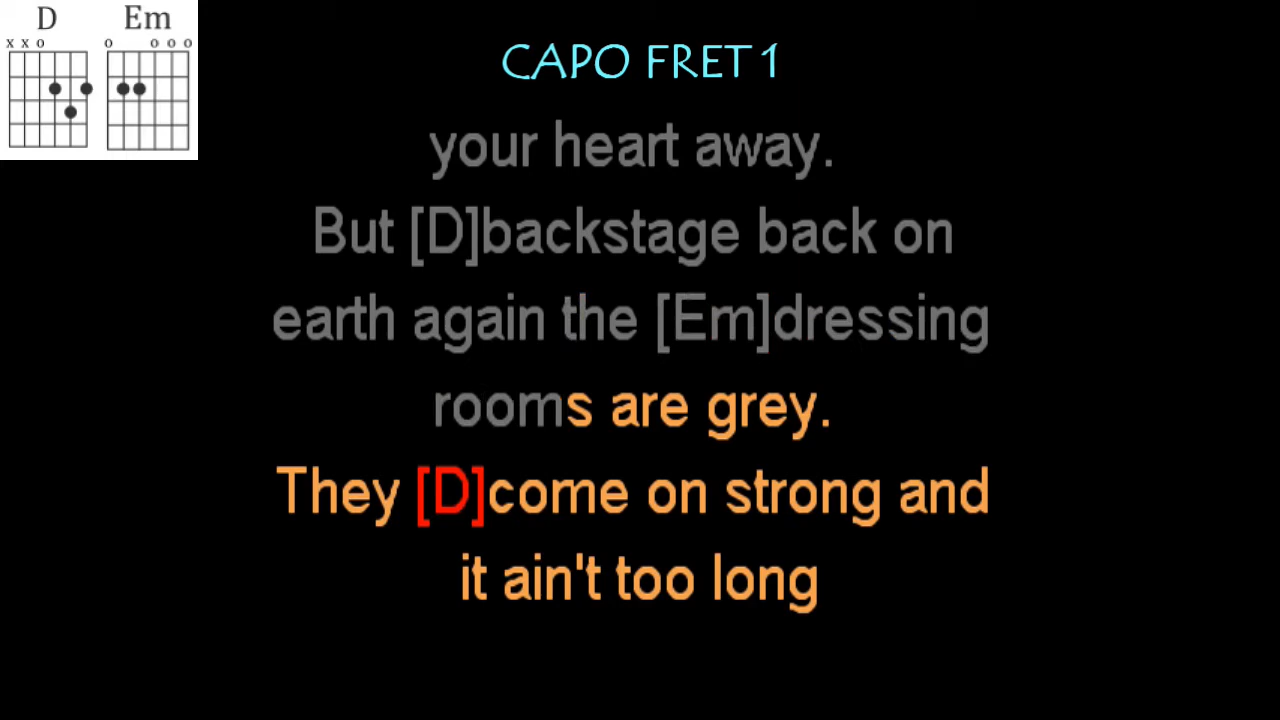 D Em
x x o o o o o
CAPO FRET 1
your heart away.
But [D]backstage back on
earth again the [Em]dressing
rooms are grey.
They [D]come on strong and
it ain't too long